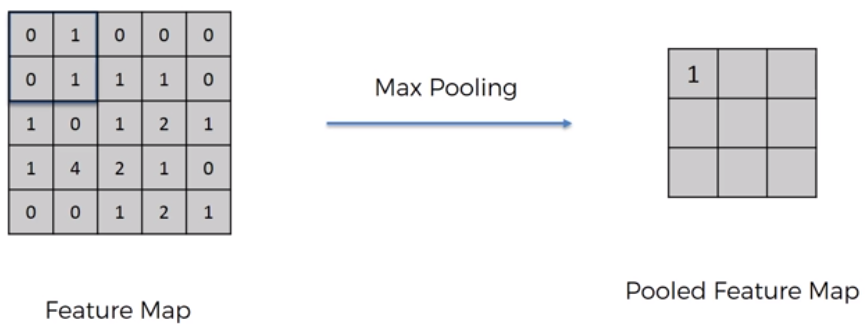 0 1 0 0 0
0 1 1 1 0
1 0 1 2 1
1 4 2 1 0
0 0 1 2 1
Feature Map
Max Pooling
1
Pooled Feature Map